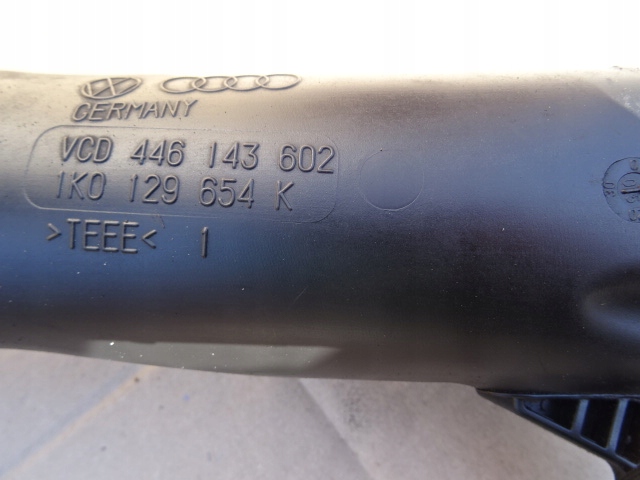 GERMANY
VCD 446 143 602
1K0 129 654 K
>TEEE< 1